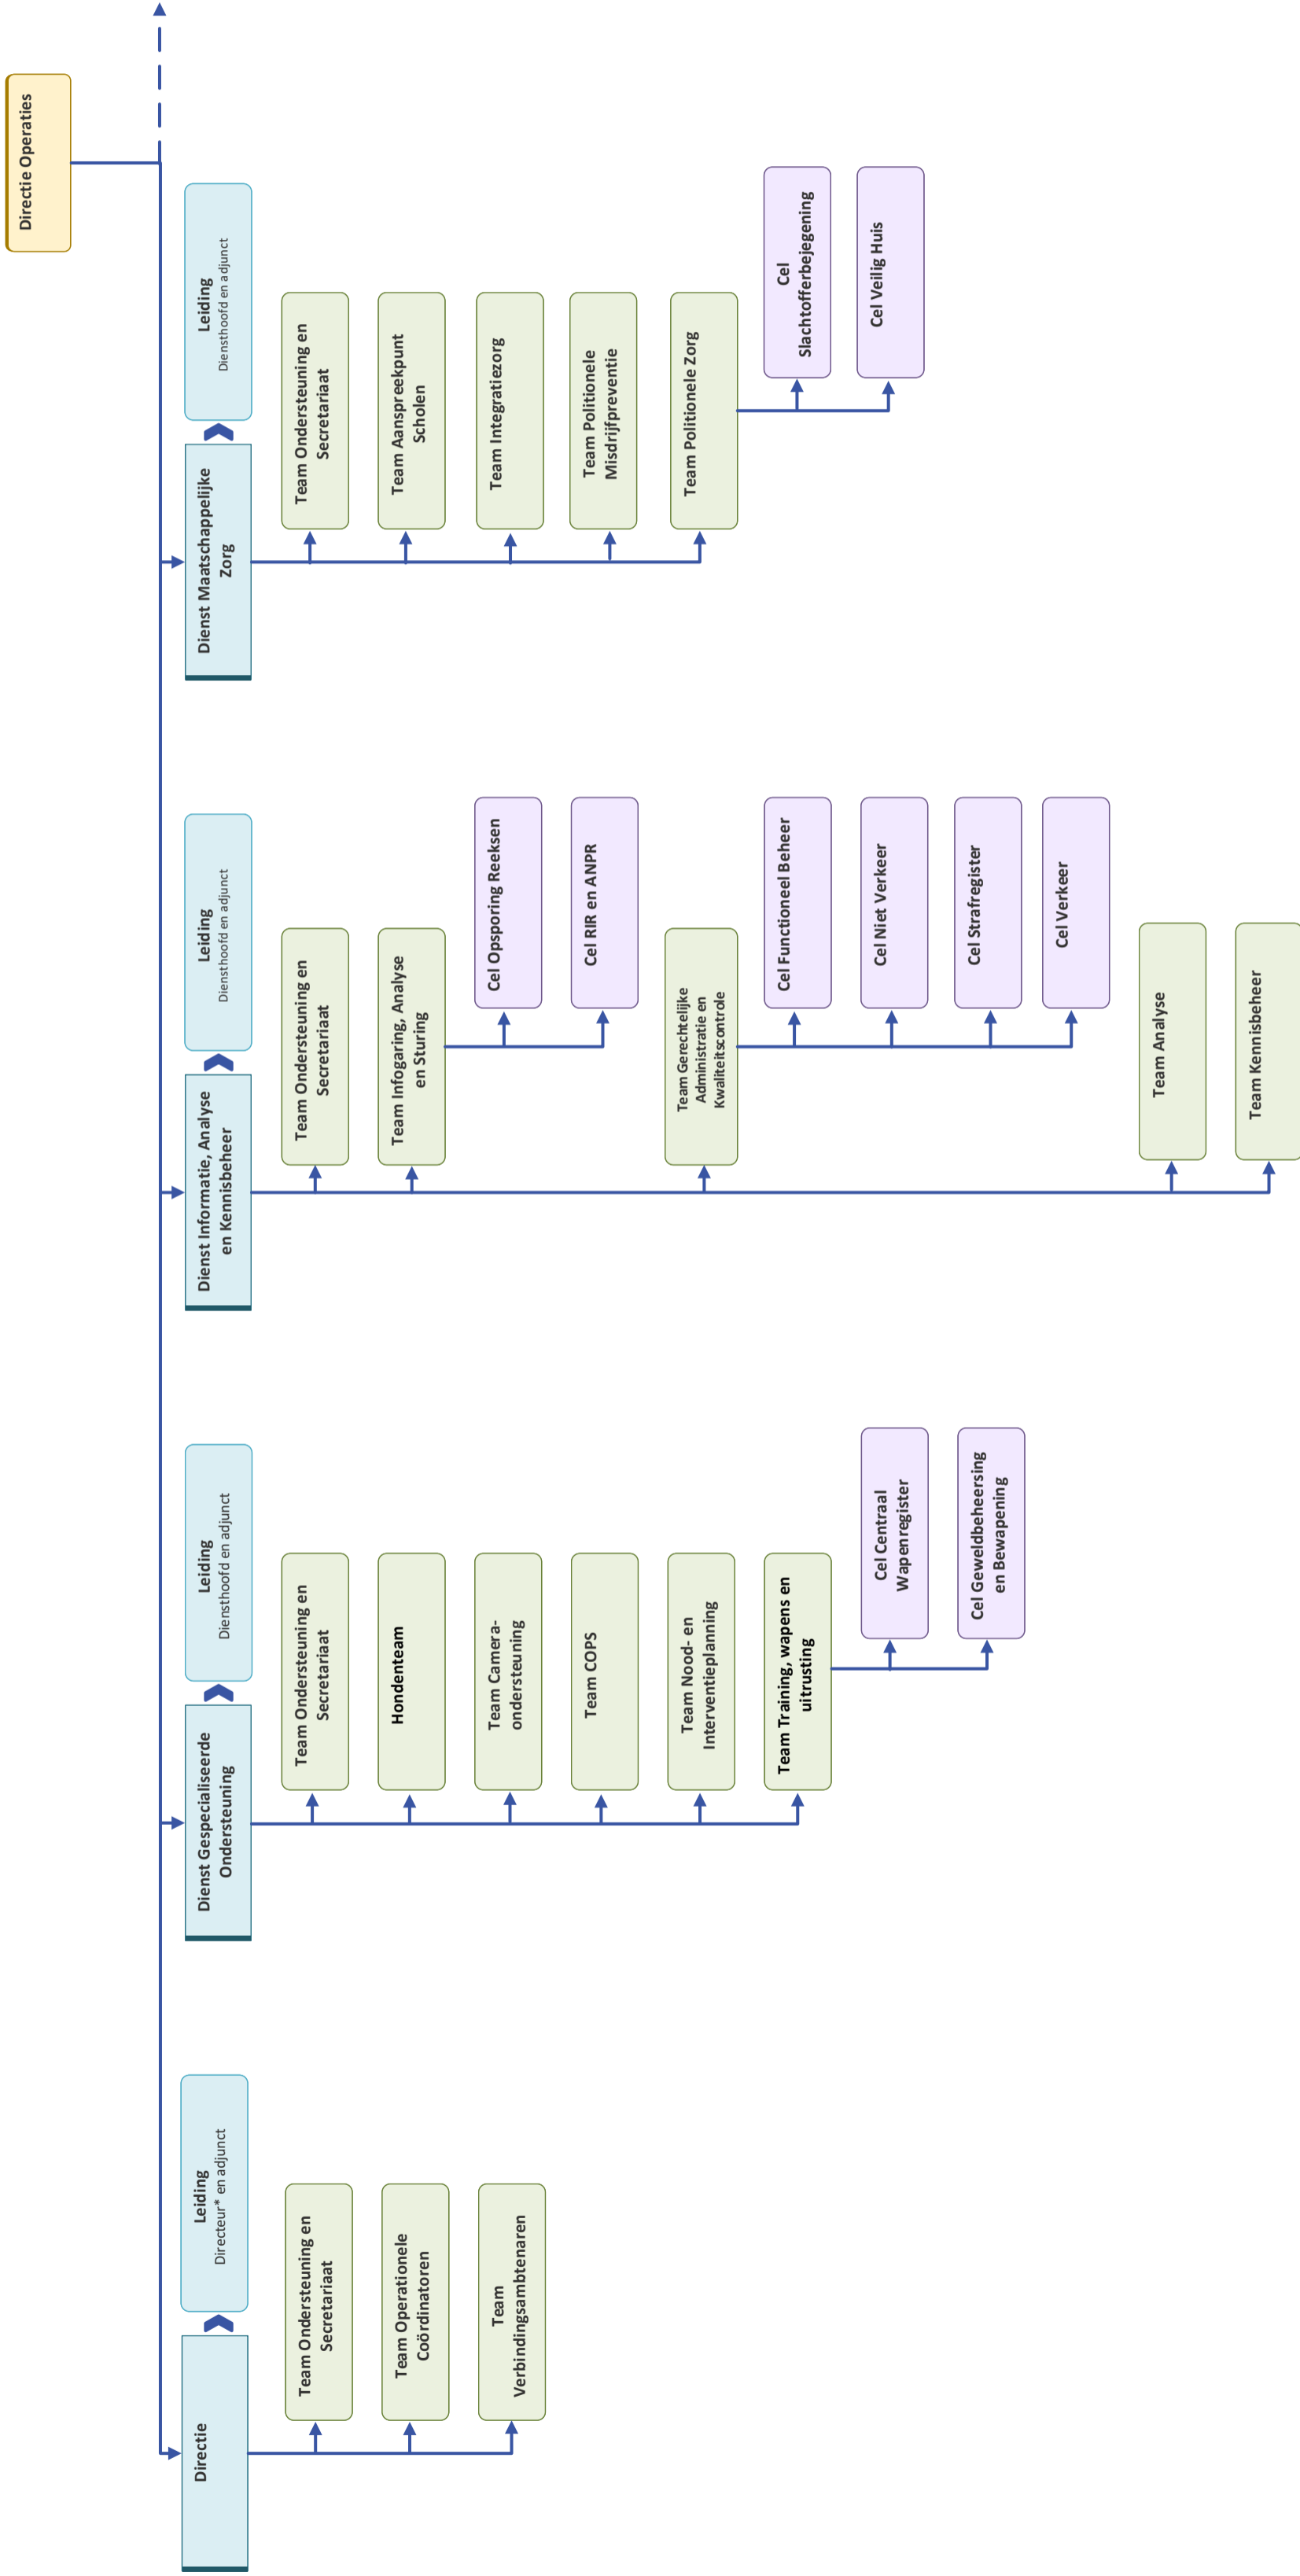 Directie Operaties
Directie
Leiding
Directeur* en adjunct
Team Ondersteuning en
Secretariaat
Team Operationele
Coördinatoren
Team
Verbindingsambtenaren
Dienst Gespecialiseerde
Ondersteuning
Leiding
Diensthoofd en adjunct
Team Ondersteuning en
Secretariaat
Hondenteam
Team Camera-
ondersteuning
Team COPS
Team Nood- en
Interventieplanning
Team Training, wapens en
uitrusting
Cel Centraal
Wapenregister
Cel Geweldbeheersing
en Bewapening
Dienst Informatie, Analyse
en Kennisbeheer
Leiding
Diensthoofd en adjunct
Team Ondersteuning en
Secretariaat
Team Infogaring, Analyse
en Sturing
Cel Opsporing Reeksen
Cel RIR en ANPR
Team Gerechtelijke
Administratie en
Kwaliteitscontrole
Cel Functioneel Beheer
Cel Niet Verkeer
Cel Strafregister
Cel Verkeer
Team Analyse
Team Kennisbeheer
Dienst Maatschappelijke
Zorg
Leiding
Diensthoofd en adjunct
Team Ondersteuning en
Secretariaat
Team Aanspreekpunt
Scholen
Team Integratiezorg
Team Politionele
Misdrijfpreventie
Team Politionele Zorg
Cel
Slachtofferbejegening
Cel Veilig Huis